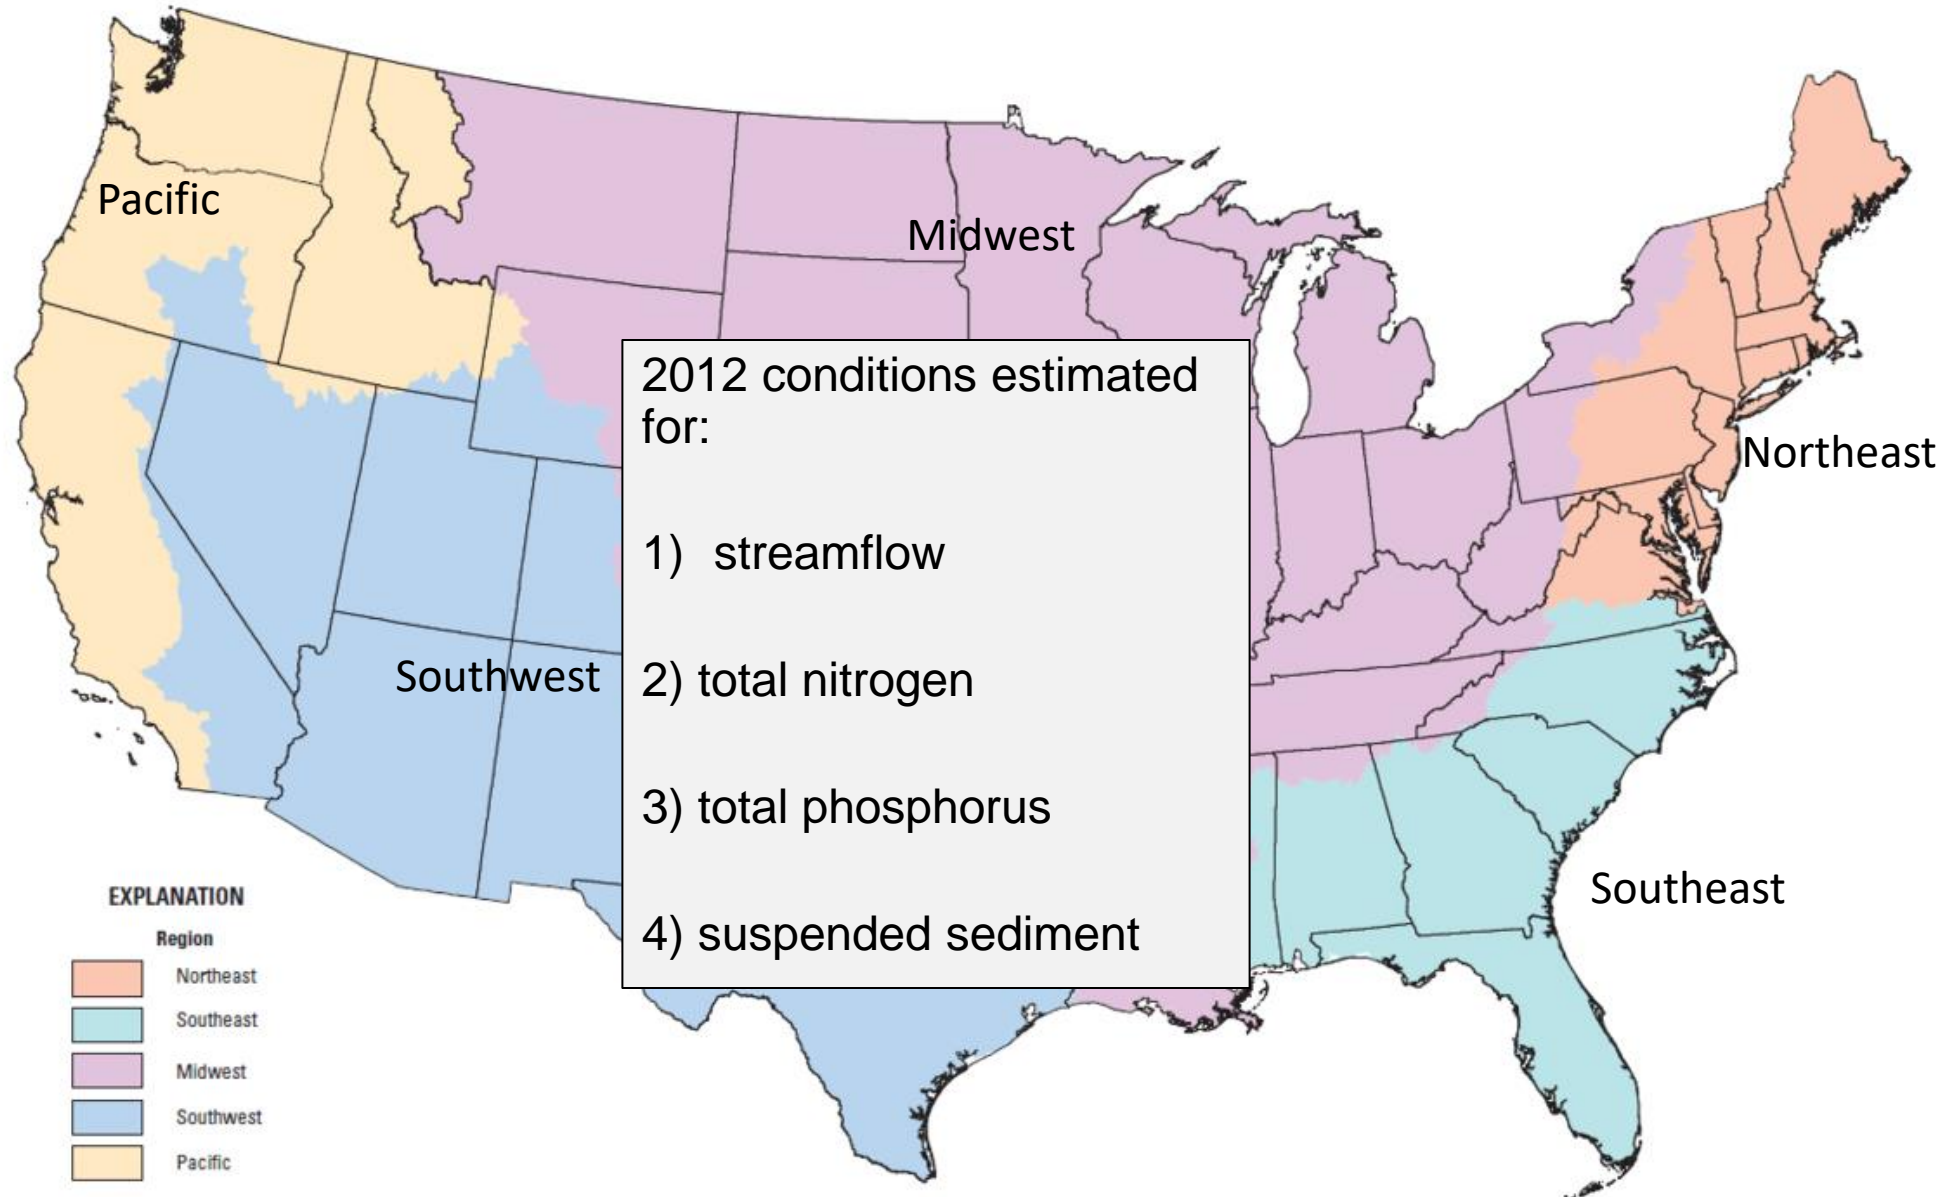 Pacific
Midwest
2012 conditions estimated
for:
1) streamflow
2) total nitrogen
3) total phosphorus
4) suspended sediment
Northeast
Southwest
Southeast
EXPLANATION
Region
Northeast
Southeast
Midwest
Southwest
Pacific